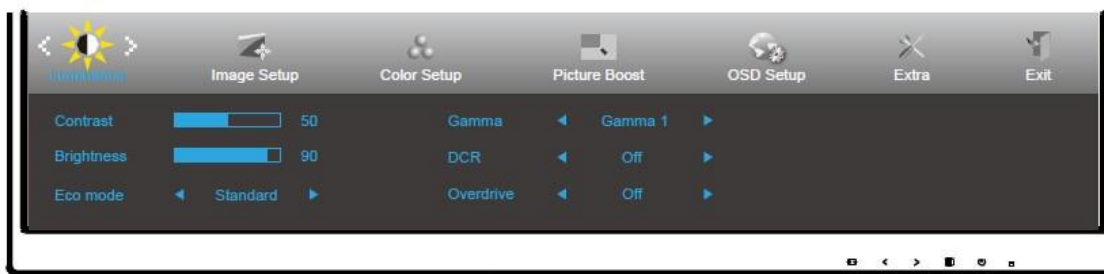 Luminance Image Setup Color Setup Picture Boost OSD Setup Extra Exit
Contrast 50 Gamma Gamma 1
Brightness 90 DCR Off
Eco mode Standard Overdrive Off